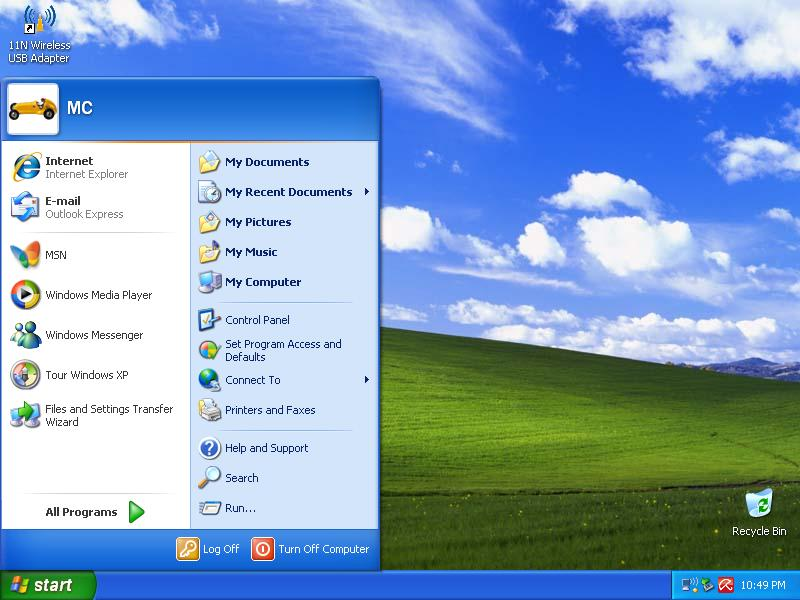 11N Wireless
USB Adapter
MC
Internet
Internet Explorer
E-mail
Outlook Express
MSN
Windows Media Player
Windows Messenger
Tour Windows XP
Files and Settings Transfer
Wizard
All Programs
My Documents
My Recent Documents
My Pictures
My Music
My Computer
Control Panel
Set Program Access and
Defaults
Connect To
Printers and Faxes
Help and Support
Search
Run...
Log Off
Turn Off Computer
Recycle Bin
start
10:49 PM